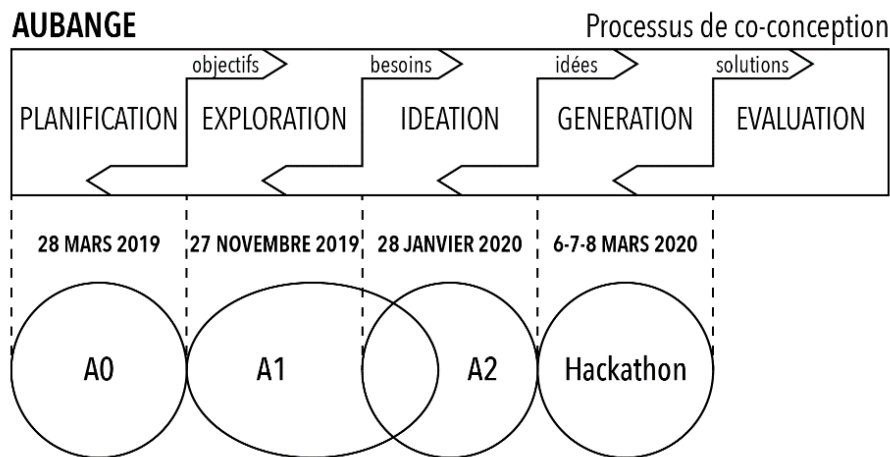 AUBANGE
Processus de co-conception
objectifs besoins idées solutions
PLANIFICATION EXPLORATION IDEATION GENERATION EVALUATION
28 MARS 2019 27 NOVEMBRE 2019 28 JANVIER 2020 6-7-8 MARS 2020
A0 A1 A2 Hackathon